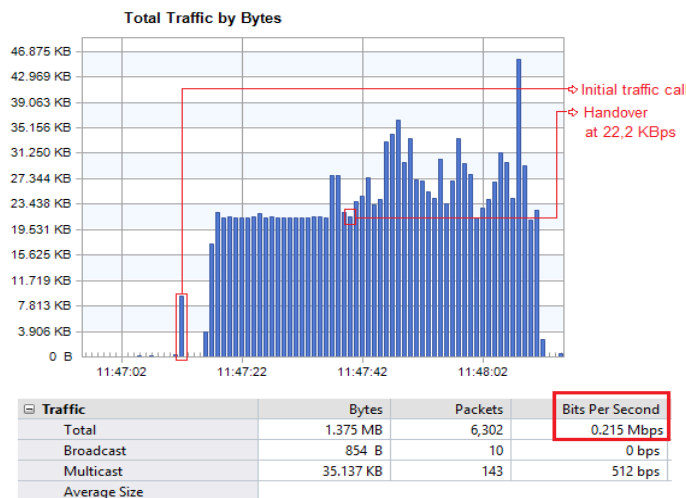 Total Traffic by Bytes
46.875 KB
42.969 KB
39.063 KB
35.156 KB
31.250 KB
27.344 KB
23.438 KB
19.531 KB
15.625 KB
11.719 KB
7.813 KB
3.906 KB
0 B
Initial traffic call
Handover
at 22,2 KBps
11:47:02 11:47:22 11:47:42 11:48:02
Traffic Bytes Packets Bits Per Second
Total 1.375 MB 6,302 0.215 Mbps
Broadcast 854 B 10 0 bps
Multicast 35.137 KB 143 512 bps
Average Size